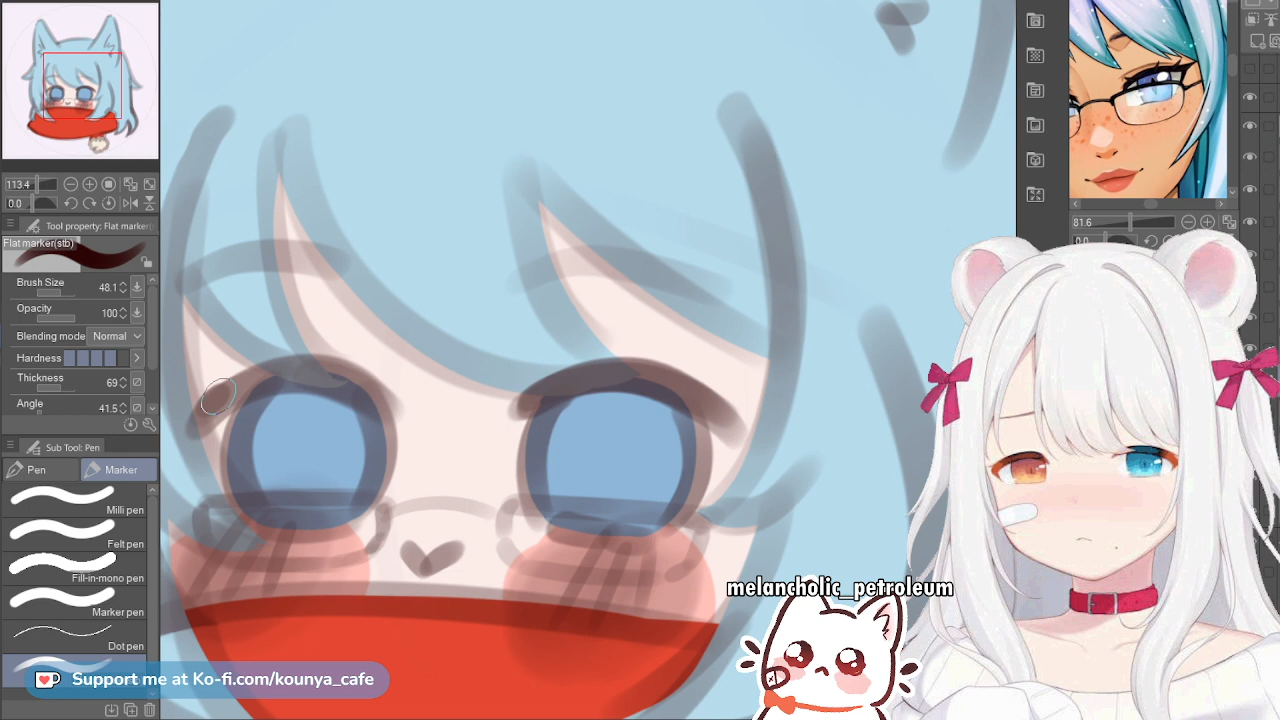 113.4
0.0
Tool property: Flat marker(
Flat marker(stb)
Brush Size
48.1
Opacity
100
Blending mode Normal
Hardness
Thickness
69
Angle
41.5
Sub Tool: Pen
Pen
Marker
Milli pen
Felt pen
Fill-in-mono pen
Marker pen
Dot pen
Support me at Ko-fi.com/kounya_cafe
81.6
0.0
melancholic_petroleum